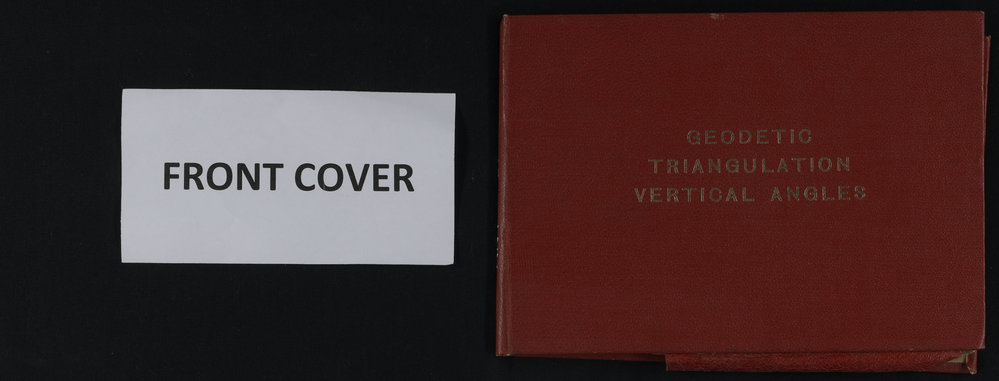 FRONT COVER
GEODETIC
TRIANGULATION
VERTICAL ANGLES